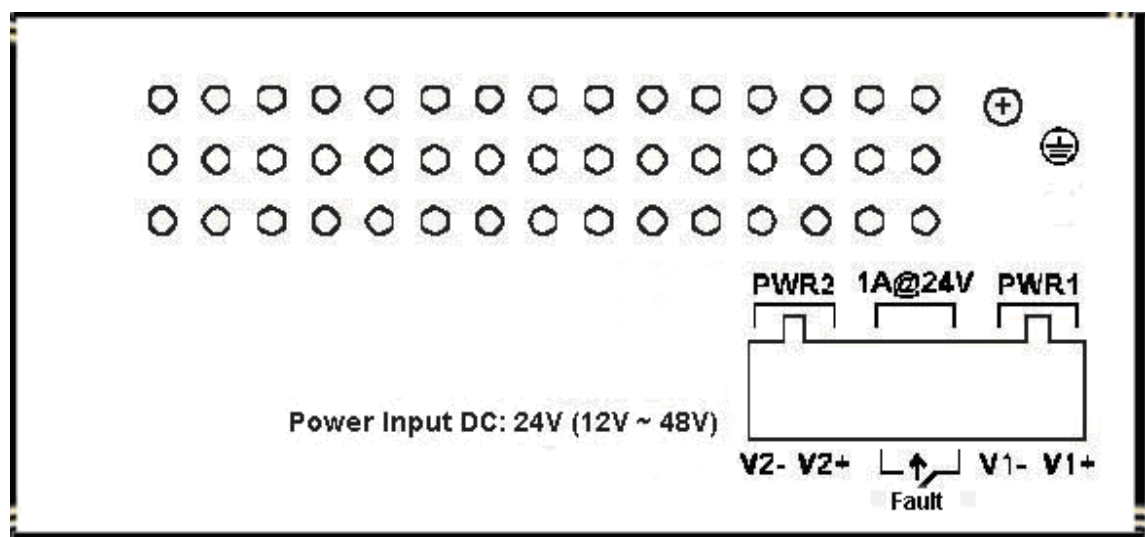 PWR2 1A@24V PWR1
Power Input DC: 24V (12V ~ 48V)
V2- V2+ V1- V1+
Fault